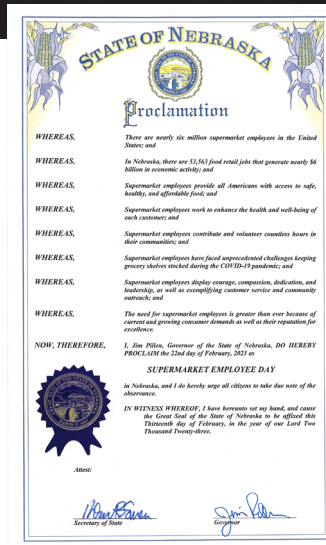 STATE OF NEBRASKA
Proclamation
WHEREAS, There are nearly six million supermarket employees in the United
States; and
WHEREAS, In Nebraska, there are 53,563 food retail jobs that generate nearly $6
billion in economic activity; and
WHEREAS, Supermarket employees provide all Americans with access to safe,
healthy, and affordable food; and
WHEREAS, Supermarket employees work to enhance the health and well-being of
each customer; and
WHEREAS, Supermarket employees contribute and volunteer countless hours in
their communities; and
WHEREAS, Supermarket employees have faced unprecedented challenges keeping
grocery shelves stocked during the COVID-19 pandemic; and
WHEREAS, Supermarket employees display courage, compassion, dedication, and
leadership, as well as exemplifying customer service and community
outreach; and
WHEREAS, The need for supermarket employees is greater than ever because of
current and growing consumer demands as well as their reputation for
excellence.
NOW, THEREFORE, I, Jim Pillen, Governor of the State of Nebraska, DO HEREBY
PROCLAIM the 22nd day of February, 2023 as
SUPERMARKET EMPLOYEE DAY
in Nebraska, and I do hereby urge all citizens to take due note of the
observance.
IN WITNESS WHEREOF, I have hereunto set my hand, and cause
the Great Seal of the State of Nebraska to be affixed this
Thirteenth day of February, in the year of our Lord Two
Thousand Twenty-three.
Attest:
Secretary of State
Governor